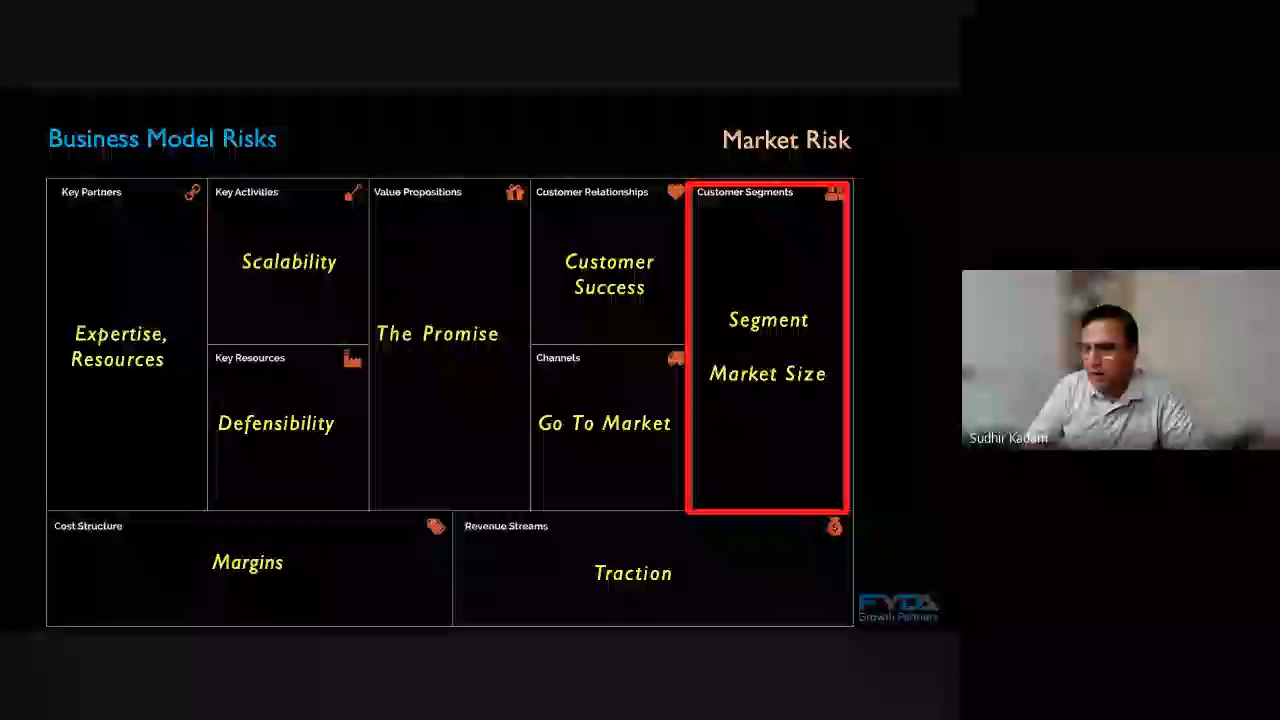 Business Model Risks
Market Risk
Key Partners
Key Activities
Value Propositions
Customer Relationships
Customer Segments
Scalability
Customer
Success
Expertise,
Resources
The Promise
Segment
Market Size
Key Resources
Channels
Defensibility
Go To Market
Cost Structure
Revenue Streams
Margins
Traction
FYDA
Growth Partners
Sudhir Kadam